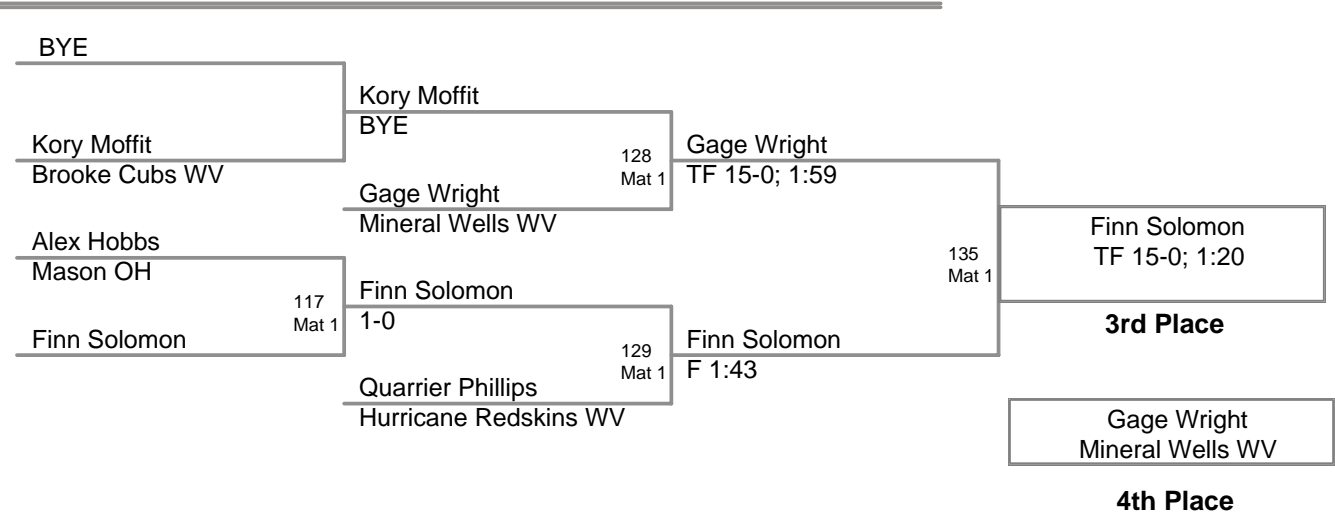 BYE
Kory Moffit
Brooke Cubs WV
Alex Hobbs
Mason OH
117
Mat 1
Finn Solomon
Kory Moffit
BYE
Gage Wright
Mineral Wells WV
128
Mat 1
Finn Solomon
1-0
Quarrier Phillips
Hurricane Redskins WV
129
Mat 1
Gage Wright
TF 15-0; 1:59
Finn Solomon
F 1:43
135
Mat 1
Finn Solomon
TF 15-0; 1:20
3rd Place
Gage Wright
Mineral Wells WV
4th Place